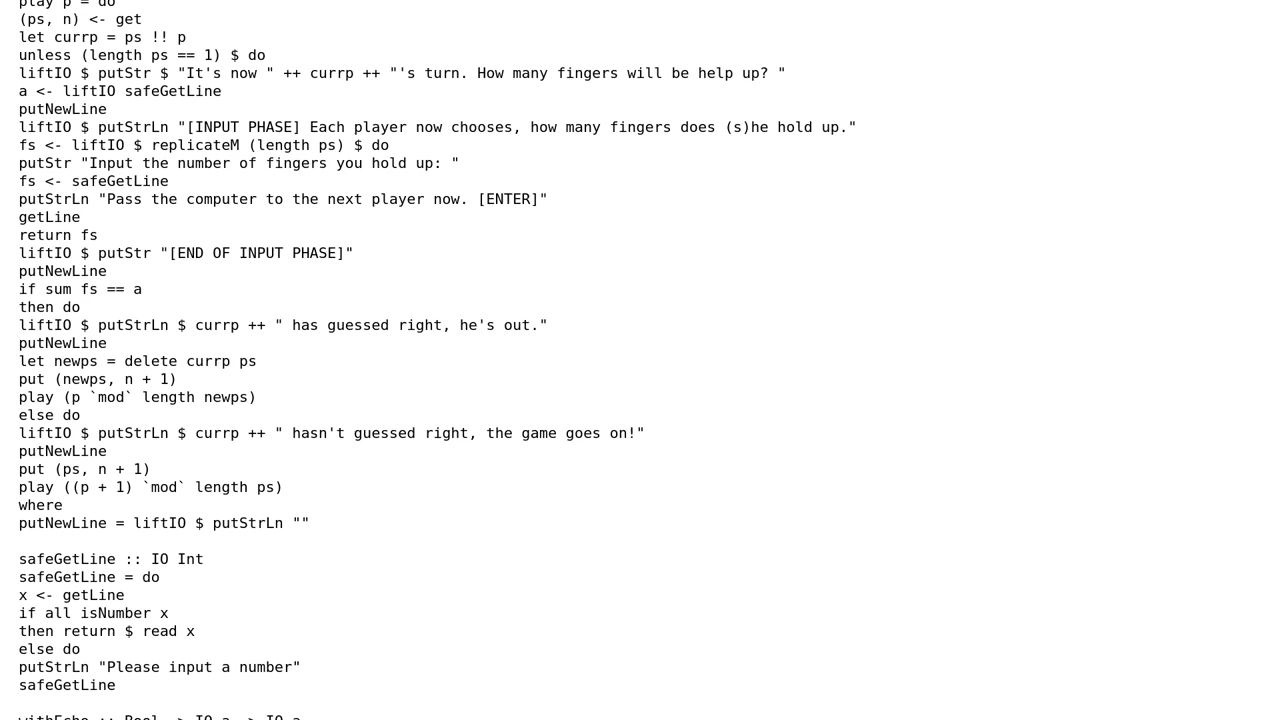 play p = do
(ps, n) <- get
let currp = ps !! p
unless (length ps == 1) $ do
liftIO $ putStr $ "It's now " ++ currp ++ "'s turn. How many fingers will be help up? "
a <- liftIO safeGetLine
putNewLine
liftIO $ putStrLn "[INPUT PHASE] Each player now chooses, how many fingers does (s)he hold up."
fs <- liftIO $ replicateM (length ps) $ do
putStr "Input the number of fingers you hold up: "
fs <- safeGetLine
putStrLn "Pass the computer to the next player now. [ENTER]"
getLine
return fs
liftIO $ putStr "[END OF INPUT PHASE]"
putNewLine
if sum fs == a
then do
liftIO $ putStrLn $ currp ++ " has guessed right, he's out."
putNewLine
let newps = delete currp ps
put (newps, n + 1)
play (p `mod` length newps)
else do
liftIO $ putStrLn $ currp ++ " hasn't guessed right, the game goes on!"
putNewLine
put (ps, n + 1)
play ((p + 1) `mod` length ps)
where
putNewLine = liftIO $ putStrLn ""

safeGetLine :: IO Int
safeGetLine = do
x <- getLine
if all isNumber x
then return $ read x
else do
putStrLn "Please input a number"
safeGetLine

withEcho :: Bool -> IO a -> IO a